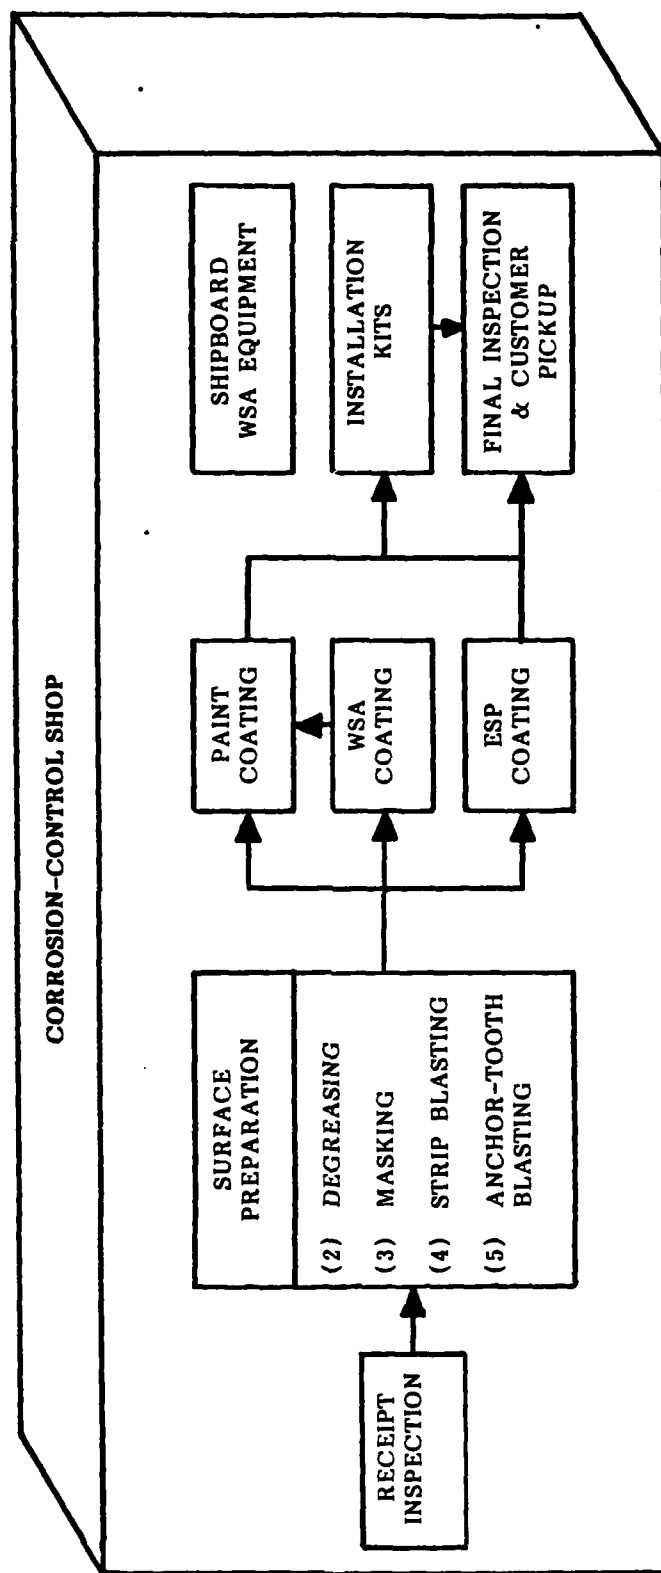 CORROSION-CONTROL SHOP
RECEIPT
INSPECTION
SURFACE
PREPARATION
(2) DEGREASING
(3) MASKING
(4) STRIP BLASTING
(5) ANCHOR-TOOTH
BLASTING
PAINT
COATING
WSA
COATING
ESP
COATING
SHIPBOARD
WSA EQUIPMENT
INSTALLATION
KITS
FINAL INSPECTION
& CUSTOMER
PICKUP